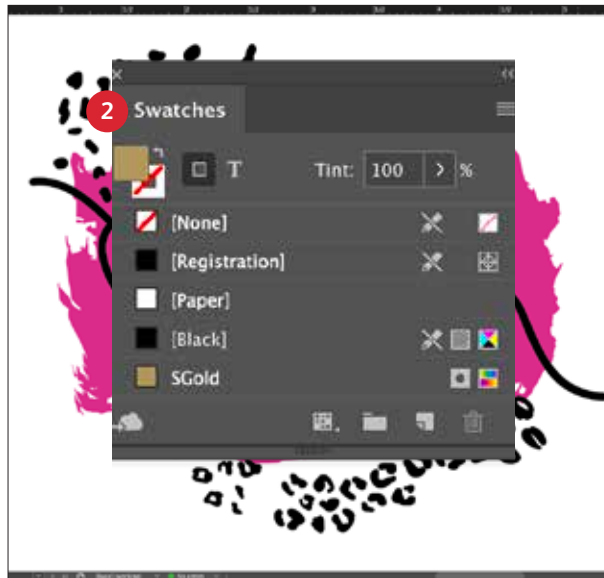 2 Swatches
T Tint: 100 %
[None]
[Registration]
[Paper]
[Black]
SGold